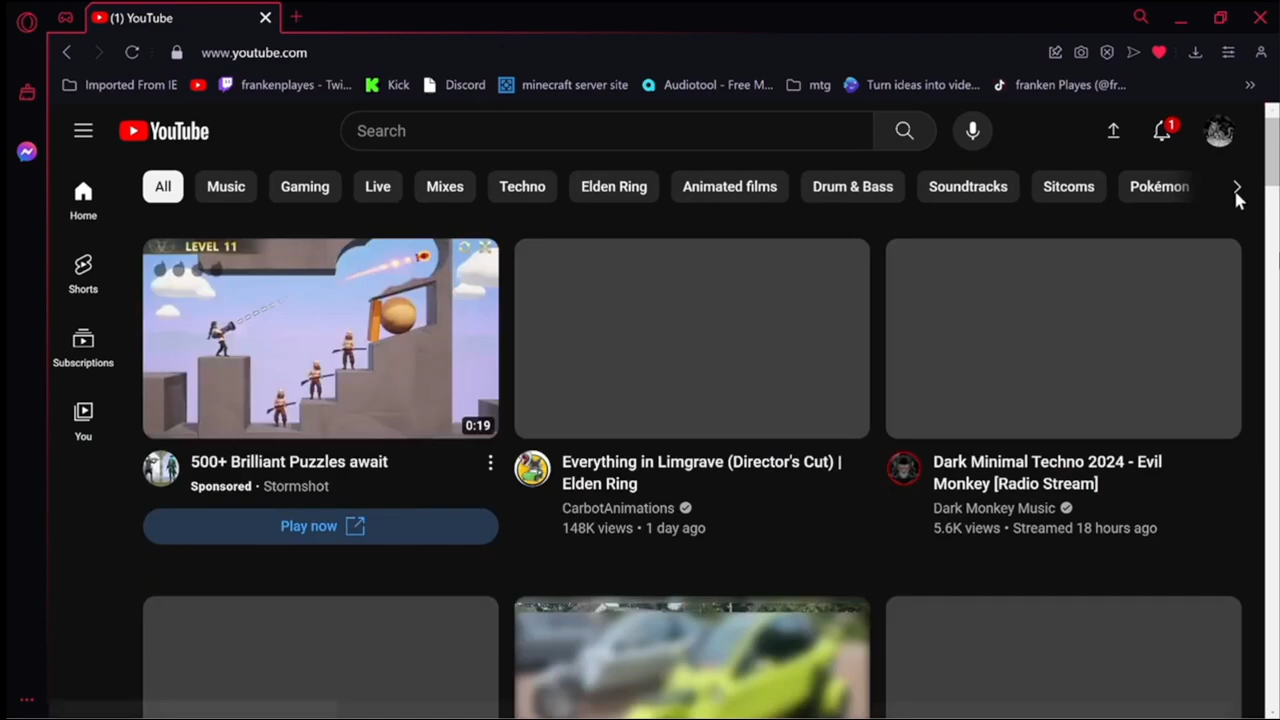 (1) YouTube
www.youtube.com
Imported From IE
frankenplayes - Twi...
Kick
Discord
minecraft server site
Audiotool - Free M...
mtg
Turn ideas into vide...
franken Playes (@fr...
YouTube
Search
1
All
Music
Gaming
Live
Mixes
Techno
Elden Ring
Animated films
Drum & Bass
Soundtracks
Sitcoms
Pokémon
Home
Shorts
Subscriptions
You
LEVEL 11
0:19
500+ Brilliant Puzzles await
Sponsored • Stormshot
Play now
Everything in Limgrave (Director's Cut) |
Elden Ring
CarbotAnimations
148K views • 1 day ago
Dark Minimal Techno 2024 - Evil
Monkey [Radio Stream]
Dark Monkey Music
5.6K views • Streamed 18 hours ago